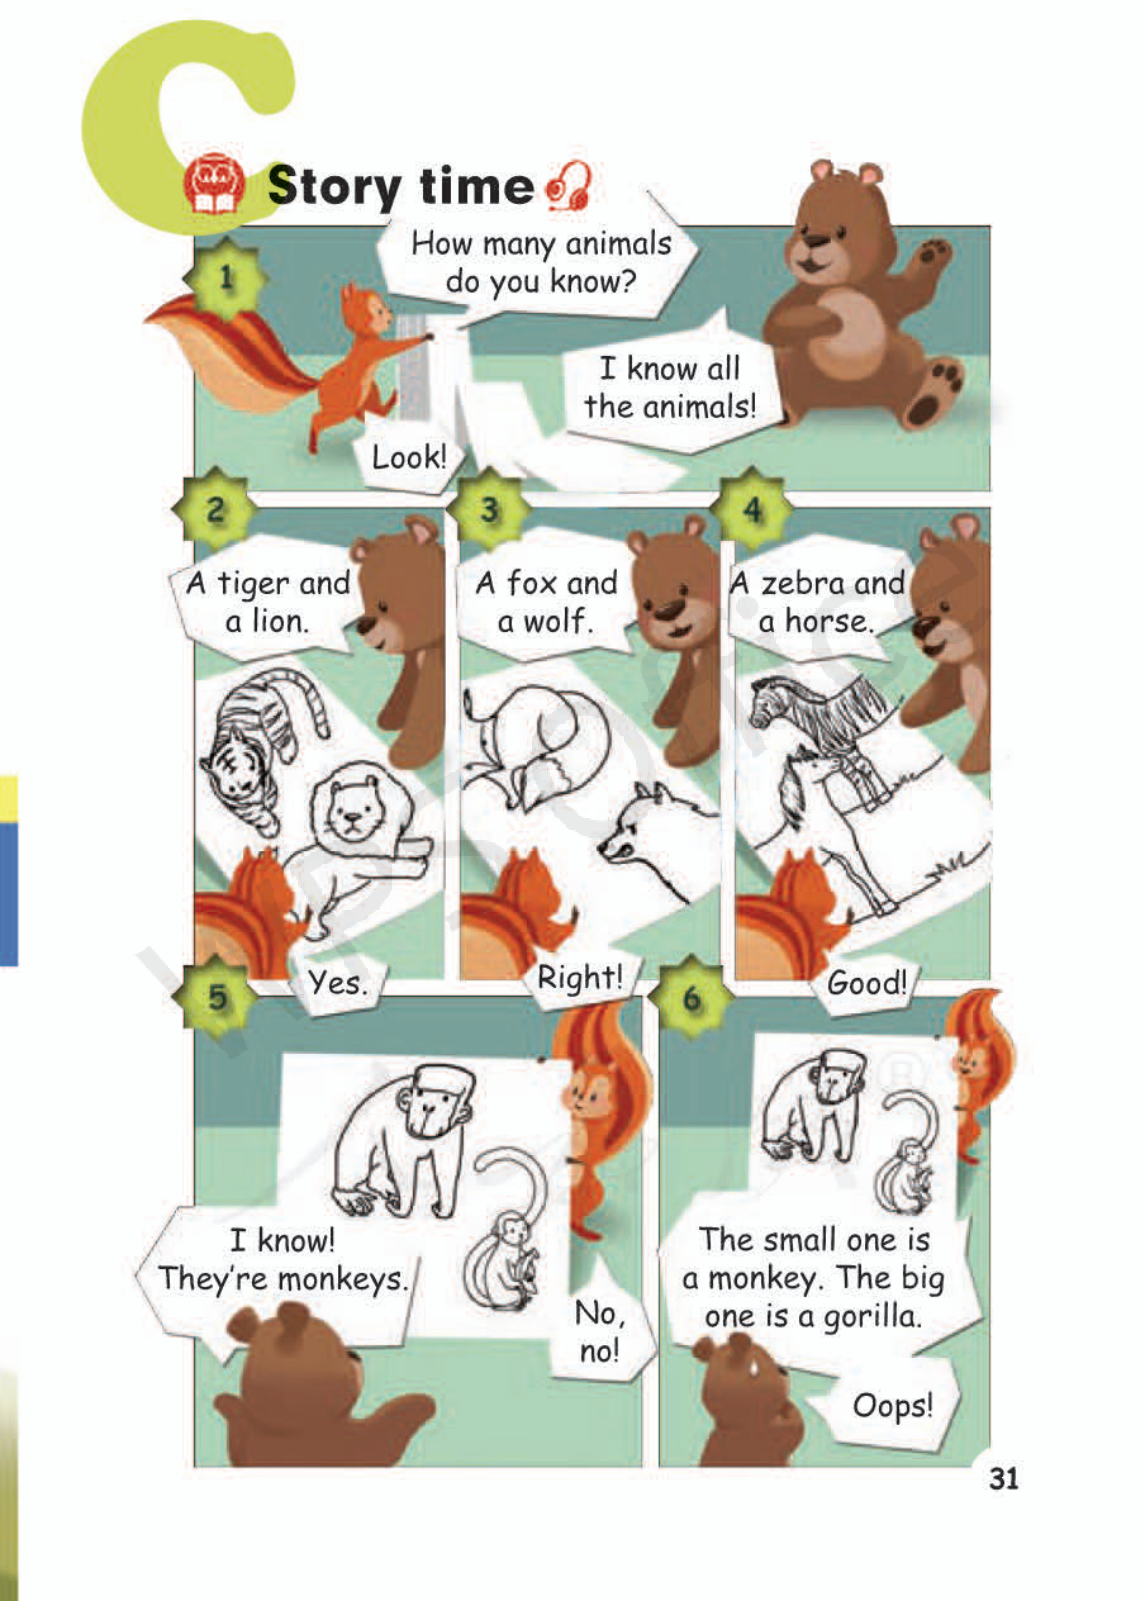 C
Story time
1
How many animals
do you know?
I know all
the animals!
Look!
2
A tiger and
a lion.
Yes.
3
A fox and
a wolf.
Right!
4
A zebra and
a horse.
Good!
5
I know!
They're monkeys.
No,
no!
6
The small one is
a monkey. The big
one is a gorilla.
Oops!
31
WPS Office